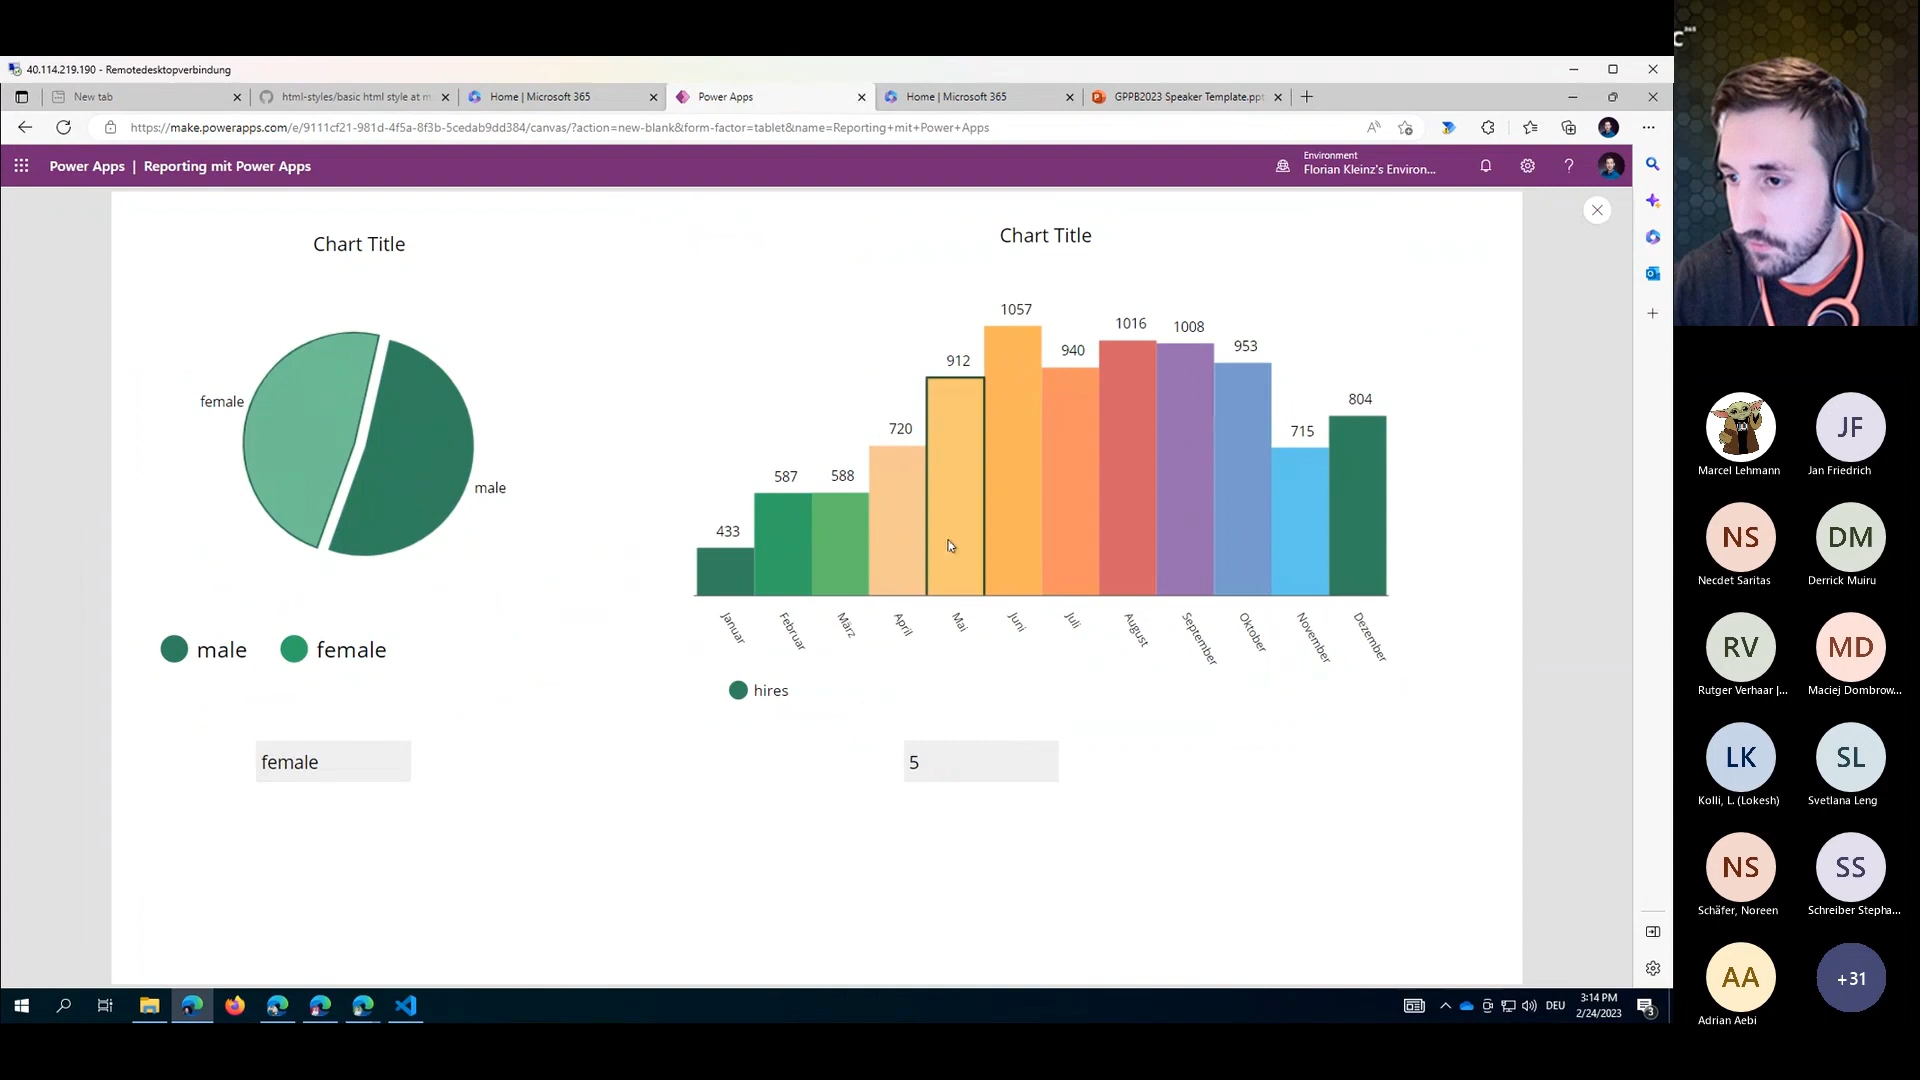 40.114.219.190 - Remotedesktopverbindung
New tab
html-styles/basic html style at m
Home | Microsoft 365
Power Apps
Home | Microsoft 365
GPPB2023 Speaker Template.ppt
https://make.powerapps.com/e/9111cf21-981d-4f5a-8f3b-5cedab9dd384/canvas/?action=new-blank&form-factor=tablet&name=Reporting+mit+Power+Apps
Power Apps | Reporting mit Power Apps
Environment
Florian Kleinz's Environ...
Chart Title
female
male
male
female
female
Chart Title
433
587
588
720
912
1057
940
1016
1008
953
715
804
Januar
Februar
März
April
Mai
Juni
Juli
August
September
Oktober
November
Dezember
hires
5
DEU
3:14 PM
2/24/2023
3
Marcel Lehmann
JF
Jan Friedrich
NS
Necdet Saritas
DM
Derrick Muiru
RV
Rutger Verhaar |...
MD
Maciej Dombrow...
LK
Kolli, L. (Lokesh)
SL
Svetlana Leng
NS
Schäfer, Noreen
SS
Schreiber Stepha...
AA
Adrian Aebi
+31